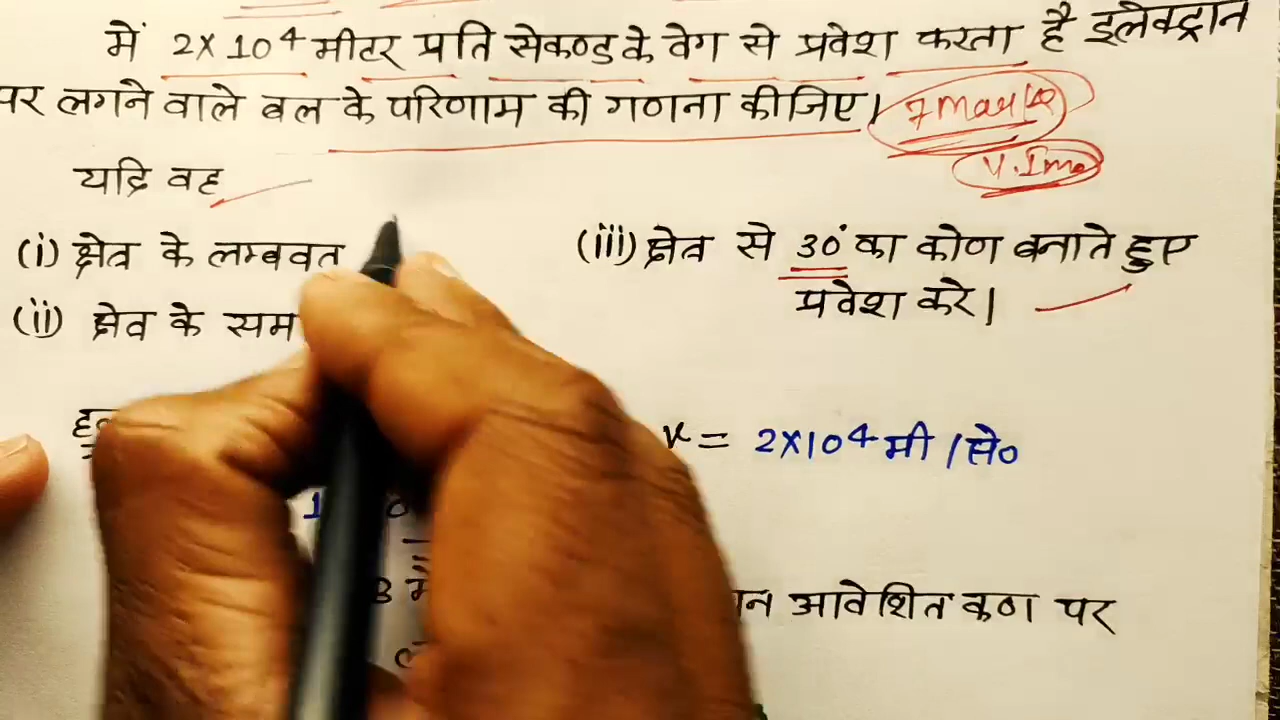 में 2×10⁴ मीटर प्रति सेकण्ड के वेग से प्रवेश करता है इलेक्ट्रान
पर लगने वाले बल के परिणाम की गणना कीजिए।
V.Imp
यदि वह
(i) क्षेत्र के लम्बवत
(ii) क्षेत्र के सम
(iii) क्षेत्र से 30° का कोण बनाते हुए
प्रवेश करे।
= 2×10⁴ मी/से०
आवेशित कण पर